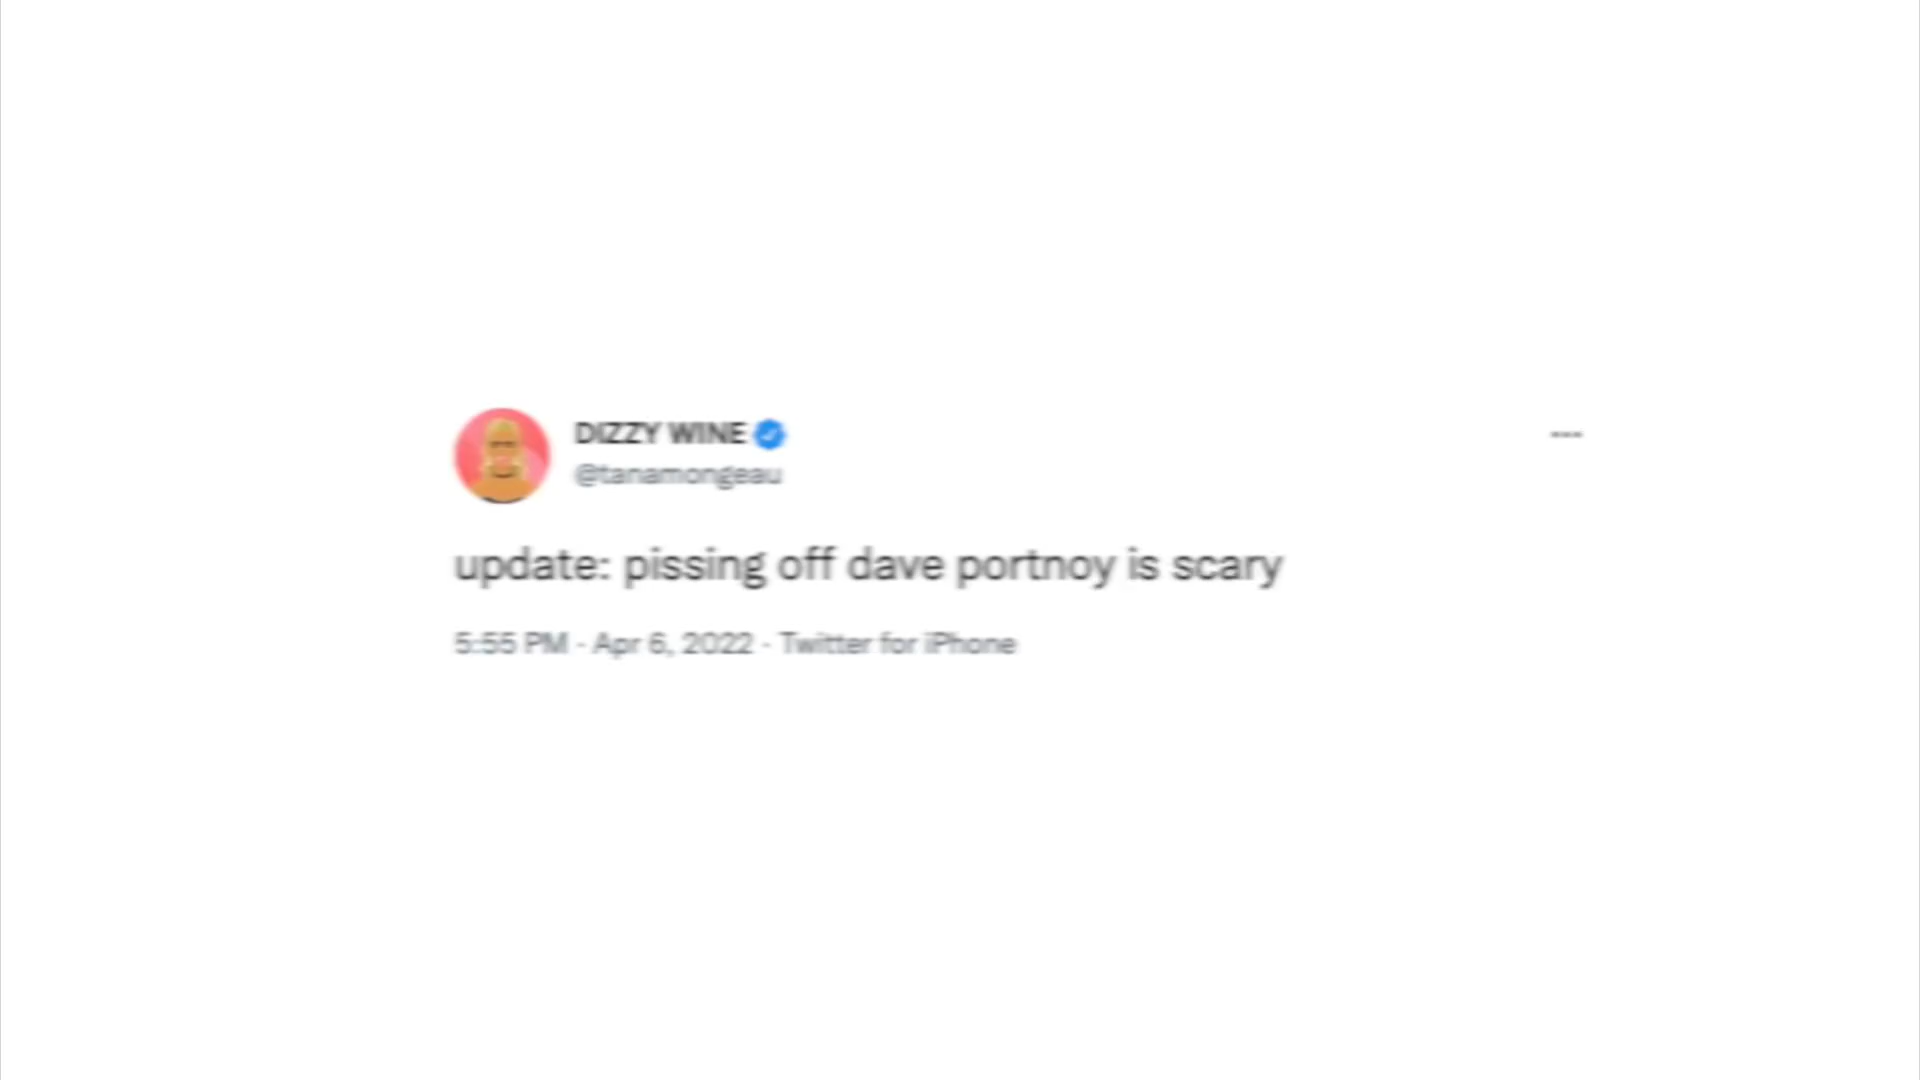 DIZZY WINE
@tanamongeau
update: pissing off dave portnoy is scary
5:55 PM · Apr 6, 2022 · Twitter for iPhone